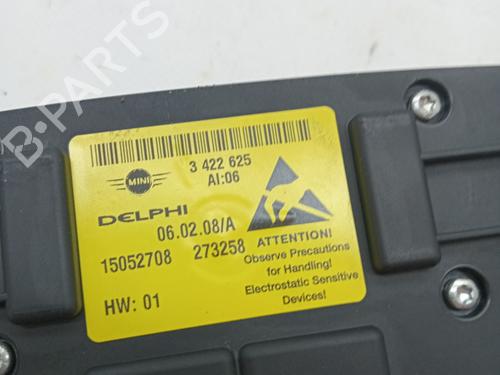 B-PARTS
3 422 625
AI:06
MINI
DELPHI
06.02.08/A
15052708 273258
HW: 01
ATTENTION!
Observe Precautions
for Handling!
Electrostatic Sensitive
Devices!